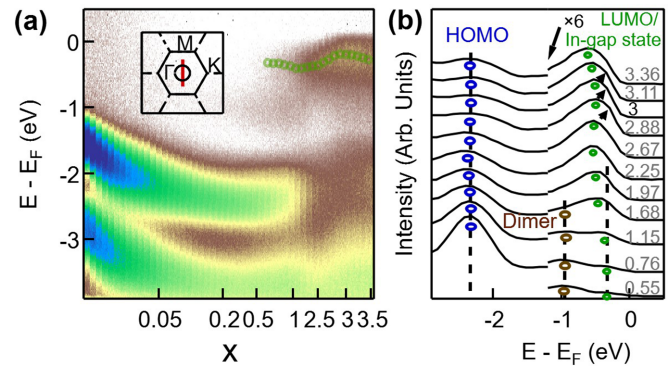 (a)
0
-1
-2
-3
E - E_F (eV)
M
Γ
K
0.05
0.2
0.5
1
2.5
3
3.5
X
(b)
×6
LUMO/
In-gap state
HOMO
Dimer
3.36
3.11
3
2.88
2.67
2.25
1.97
1.68
1.15
0.76
0.55
Intensity (Arb. Units)
-2
-1
0
E - E_F (eV)